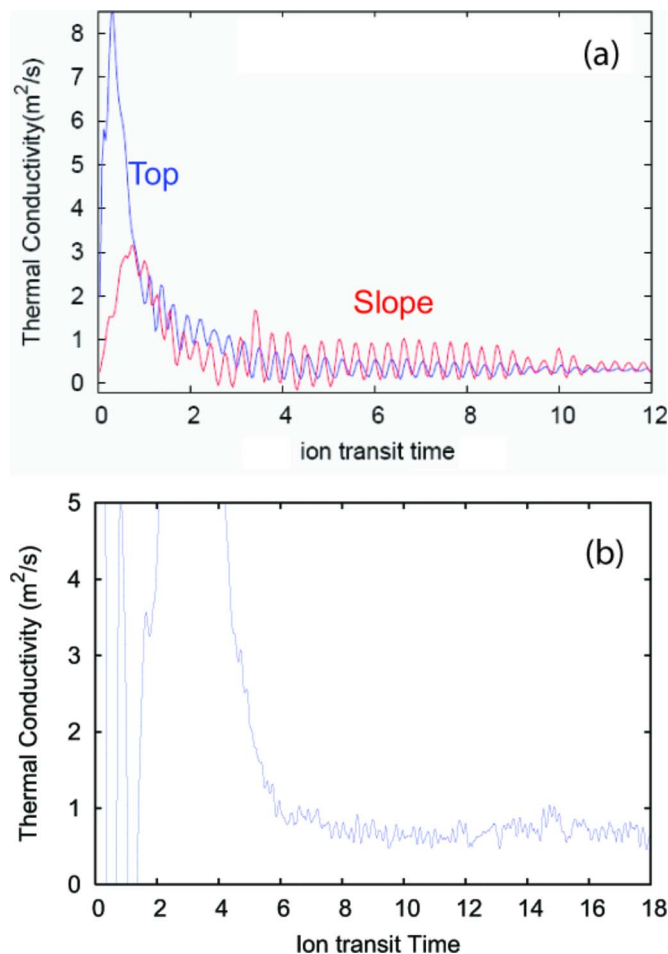 (a)
Thermal Conductivity(m²/s)
8
7
6
5
4
3
2
1
0
Top
Slope
0 2 4 6 8 10 12
ion transit time
(b)
Thermal Conductivity (m²/s)
5
4
3
2
1
0
0 2 4 6 8 10 12 14 16 18
Ion transit Time